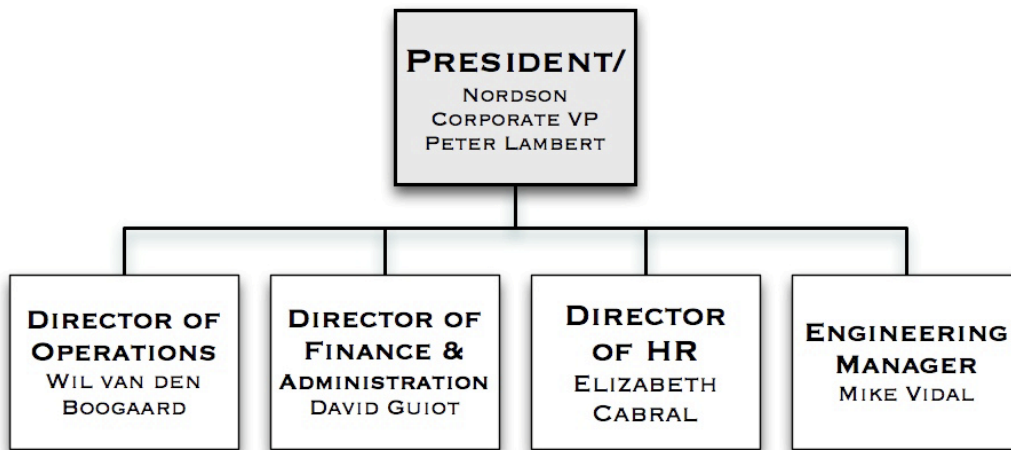 PRESIDENT/
NORDSON
CORPORATE VP
PETER LAMBERT
DIRECTOR OF
OPERATIONS
WIL VAN DEN
BOOGAARD
DIRECTOR OF
FINANCE &
ADMINISTRATION
DAVID GUIOT
DIRECTOR
OF HR
ELIZABETH
CABRAL
ENGINEERING
MANAGER
MIKE VIDAL